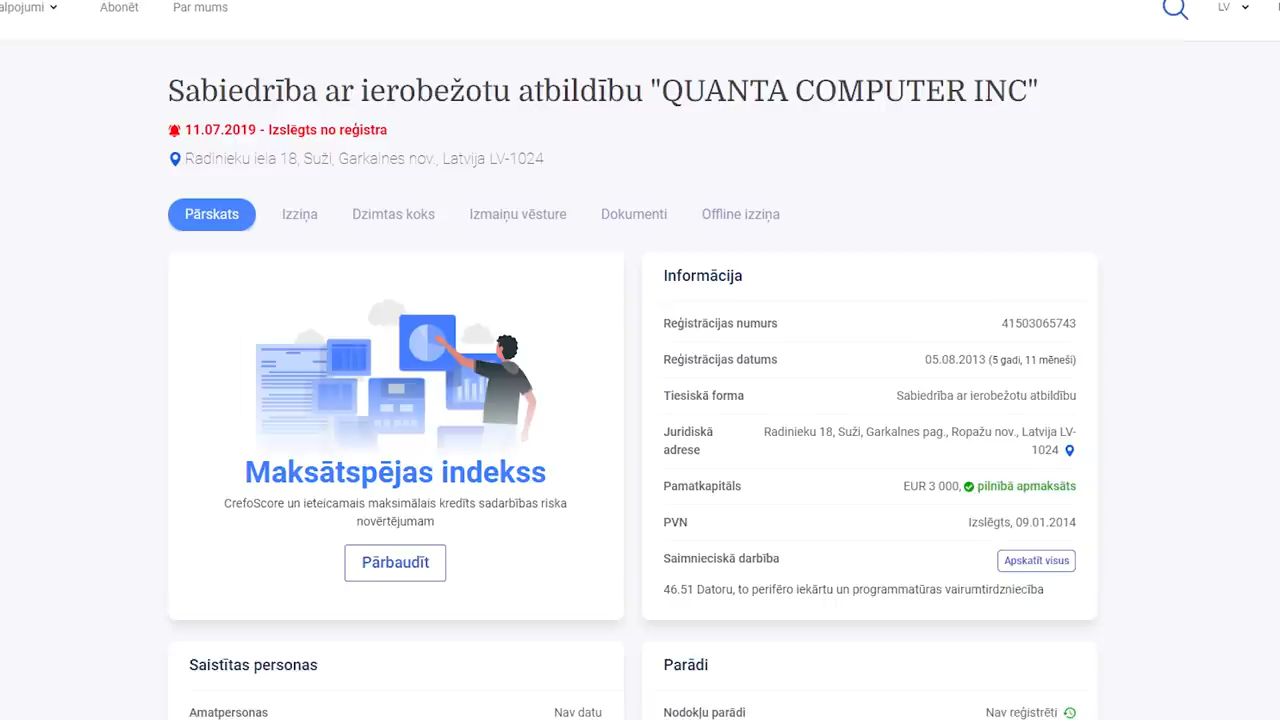 alpojumi
Abonēt
Par mums
LV
Sabiedrība ar ierobežotu atbildību "QUANTA COMPUTER INC"
11.07.2019 - Izslēgts no reģistra
Radinieku iela 18, Suži, Garkalnes nov., Latvija LV-1024
Pārskats
Izziņa
Dzimtas koks
Izmaiņu vēsture
Dokumenti
Offline izziņa
Maksātspējas indekss
CrefoScore un ieteicamais maksimālais kredīts sadarbības riska
novērtējumam
Pārbaudīt
Informācija
Reģistrācijas numurs 41503065743
Reģistrācijas datums 05.08.2013 (5 gadi, 11 mēneši)
Tiesiskā forma Sabiedrība ar ierobežotu atbildību
Juridiskā adrese Radinieku 18, Suži, Garkalnes pag., Ropažu nov., Latvija LV-
1024
Pamatkapitāls EUR 3 000, pilnībā apmaksāts
PVN Izslēgts, 09.01.2014
Saimnieciskā darbība Apskatīt visus
46.51 Datoru, to perifēro iekārtu un programmatūras vairumtirdzniecība
Saistītas personas
Amatpersonas Nav datu
Parādi
Nodokļu parādi Nav reģistrēti